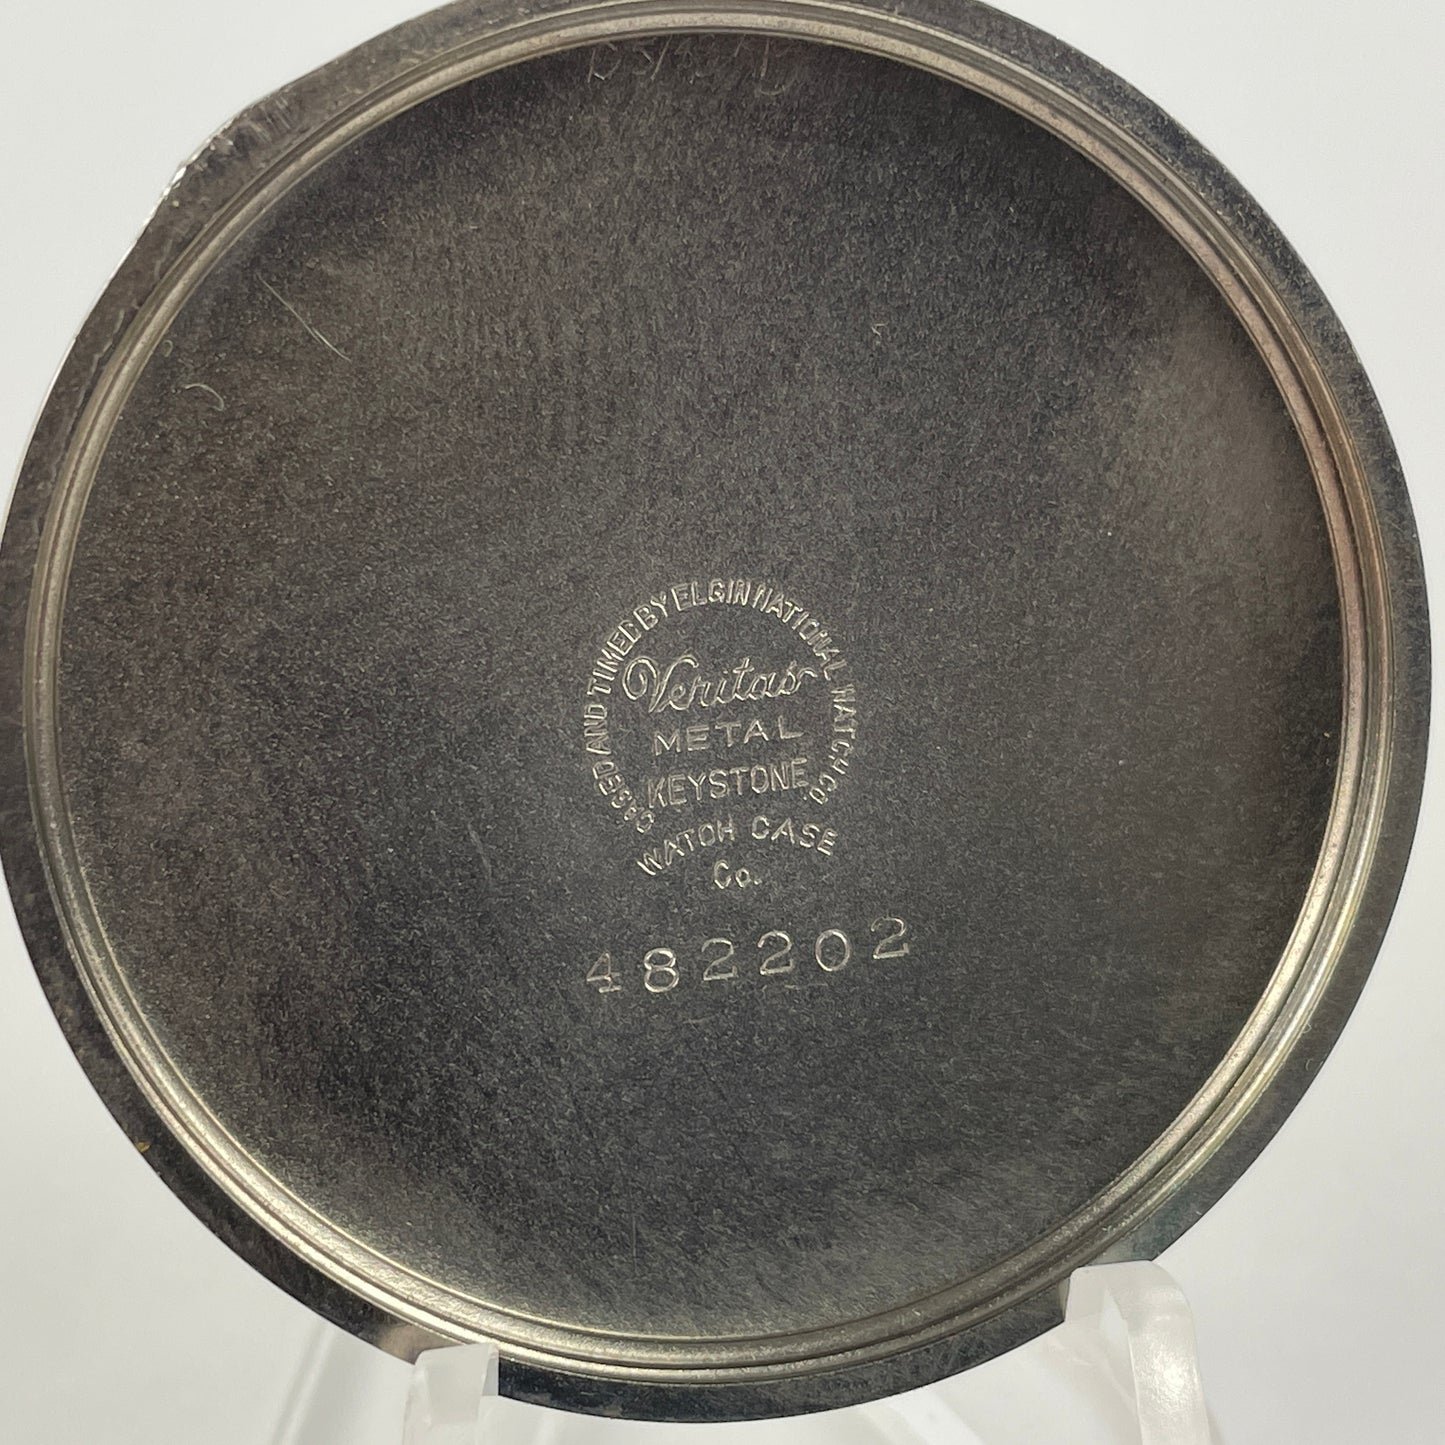 CASED AND TIMED BY ELGIN NATIONAL WATCH CO.
Veritas
METAL
KEYSTONE
WATCH CASE
Co.
482202